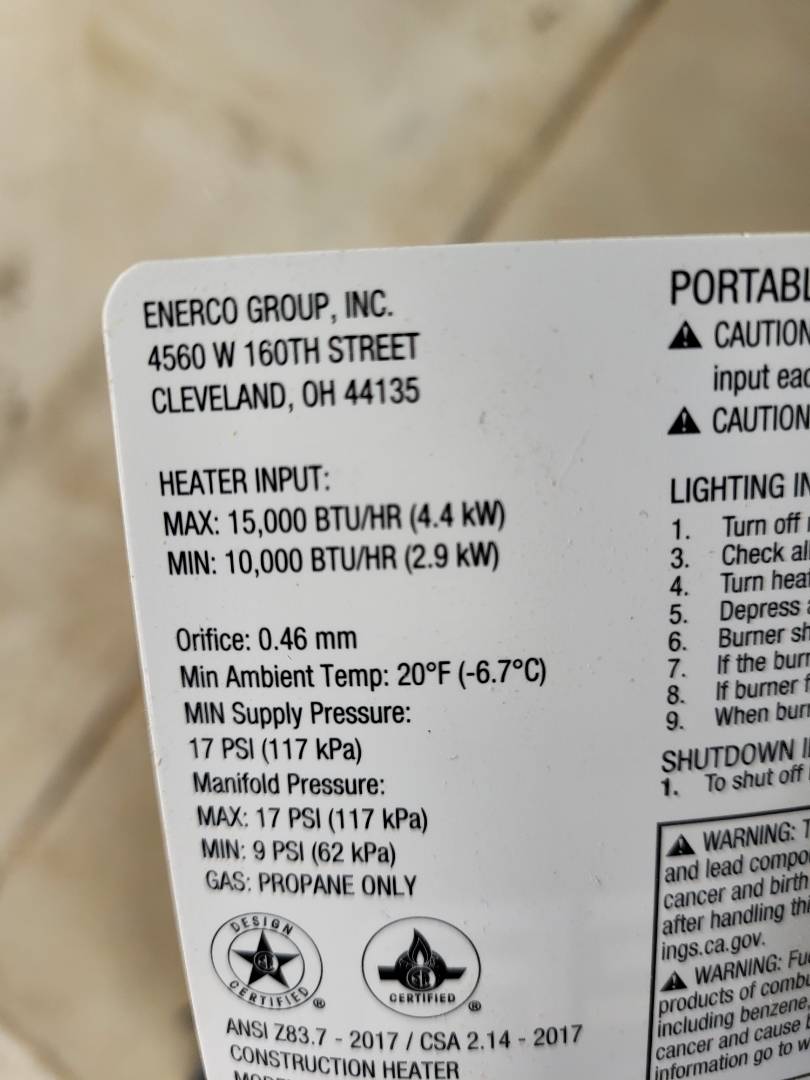 ENERCO GROUP, INC.
4560 W 160TH STREET
CLEVELAND, OH 44135
HEATER INPUT:
MAX: 15,000 BTU/HR (4.4 kW)
MIN: 10,000 BTU/HR (2.9 kW)
Orifice: 0.46 mm
Min Ambient Temp: 20°F (-6.7°C)
MIN Supply Pressure:
17 PSI (117 kPa)
Manifold Pressure:
MAX: 17 PSI (117 kPa)
MIN: 9 PSI (62 kPa)
GAS: PROPANE ONLY
DESIGN
CERTIFIED ®
CERTIFIED ®
ANSI Z83.7 - 2017 / CSA 2.14 - 2017
CONSTRUCTION HEATER
PORTABL
CAUTION
input eac
CAUTION
LIGHTING IN
1. Turn off
3. Check all
4. Turn heat
5. Depress
6. Burner sh
7. If the burn
8. If burner f
9. When burn
SHUTDOWN I
1. To shut off
WARNING: T
and lead compo
cancer and birth
after handling thi
ings.ca.gov.
WARNING: Fu
products of combu
including benzene,
cancer and cause
information go to w